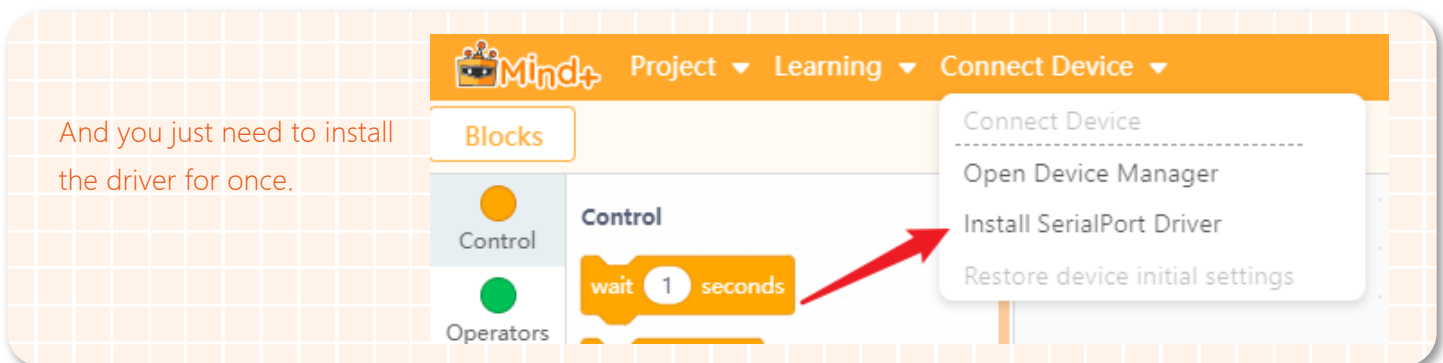 And you just need to install
the driver for once.
Mind+ Project Learning Connect Device
Blocks
Connect Device
Open Device Manager
Install SerialPort Driver
Restore device initial settings
Control
Control
wait 1 seconds
Operators